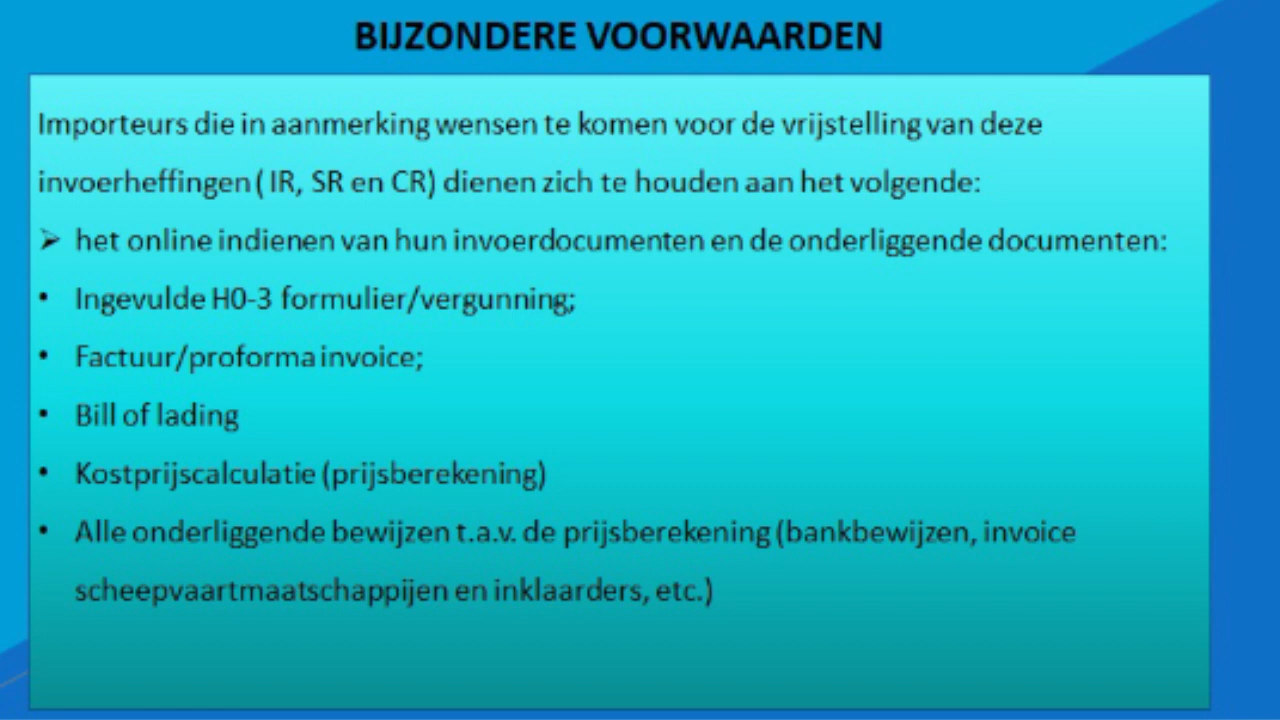 BIJZONDERE VOORWAARDEN
Importeurs die in aanmerking wensen te komen voor de vrijstelling van deze
invoerheffingen ( IR, SR en CR) dienen zich te houden aan het volgende:
➢ het online indienen van hun invoerdocumenten en de onderliggende documenten:
• Ingevulde H0-3 formulier/vergunning;
• Factuur/proforma invoice;
• Bill of lading
• Kostprijscalculatie (prijsberekening)
• Alle onderliggende bewijzen t.a.v. de prijsberekening (bankbewijzen, invoice
scheepvaartmaatschappijen en inklaarders, etc.)